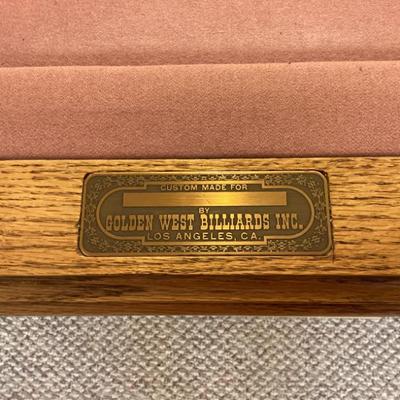 CUSTOM MADE FOR
BY
GOLDEN WEST BILLIARDS INC.
LOS ANGELES, CA.